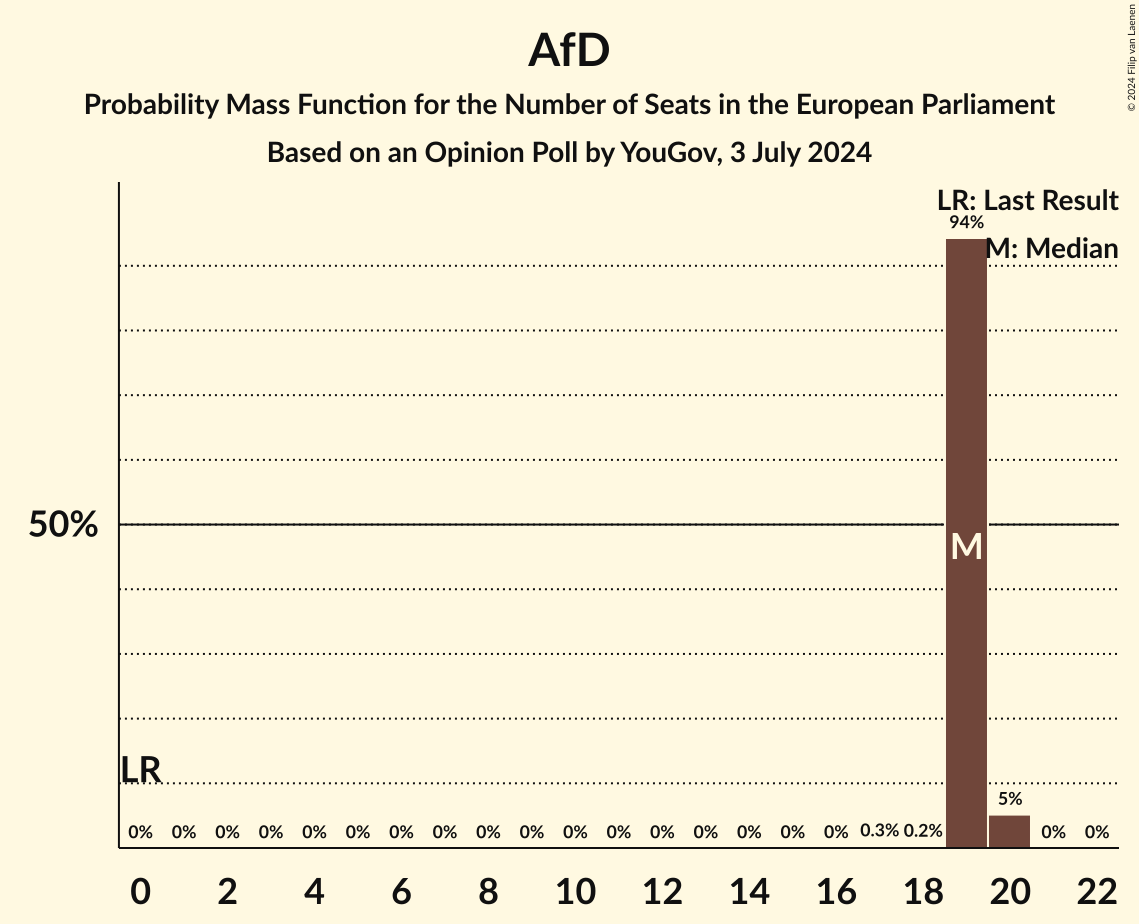 AfD
Probability Mass Function for the Number of Seats in the European Parliament
Based on an Opinion Poll by YouGov, 3 July 2024
© 2024 Filip van Laenen
LR: Last Result
94%
M: Median
50%
M
LR
5%
0% 0% 0% 0% 0% 0% 0% 0% 0% 0% 0% 0% 0% 0% 0% 0% 0% 0.3% 0.2% 0% 0%
0 2 4 6 8 10 12 14 16 18 20 22